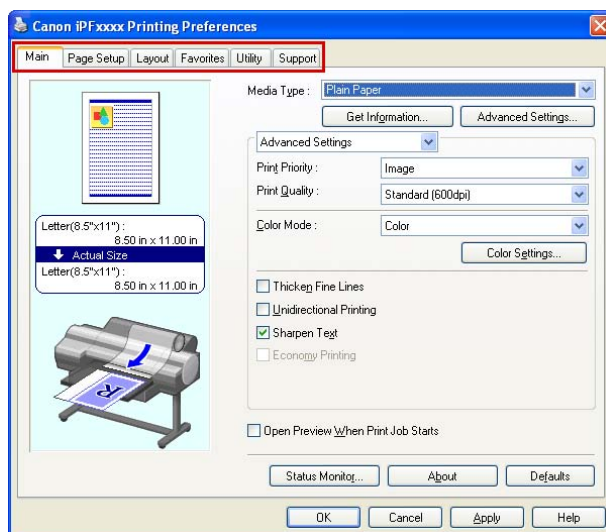 Canon iPFxxxx Printing Preferences
Main Page Setup Layout Favorites Utility Support
Media Type : Plain Paper
Get Information... Advanced Settings...
Advanced Settings
Print Priority : Image
Print Quality : Standard (600dpi)
Color Mode : Color
Color Settings...
Letter(8.5"x11") :
8.50 in x 11.00 in
Actual Size
Letter(8.5"x11") :
8.50 in x 11.00 in
Thicken Fine Lines
Unidirectional Printing
Sharpen Text
Economy Printing
R
Open Preview When Print Job Starts
Status Monitor... About Defaults
OK Cancel Apply Help